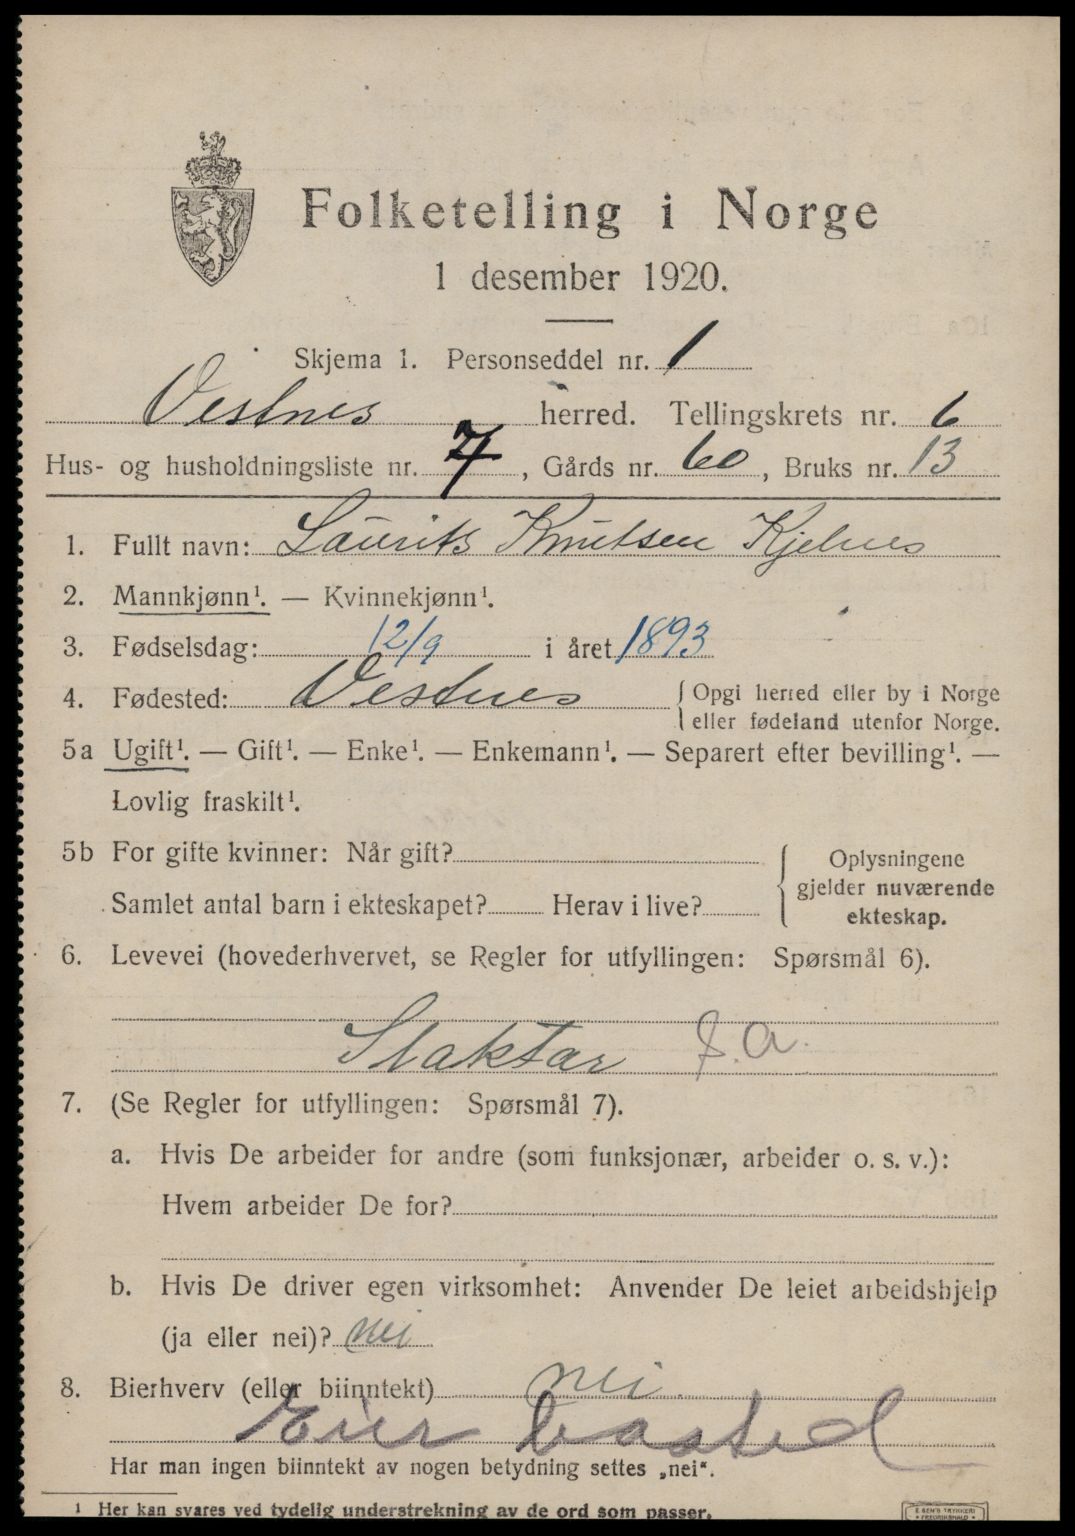 Folketelling i Norge
1 desember 1920.
Skjema 1. Personseddel nr. 1
Vestnes herred. Tellingskrets nr. 6
Hus- og husholdningsliste nr. 7, Gårds nr. 60, Bruks nr. 13
1. Fullt navn: Laurits Knutsen Kjelnes
2. Mannkjønn¹. — Kvinnekjønn¹.
3. Fødselsdag: 12/9 i året 1893
4. Fødested: Vestnes { Opgi herred eller by i Norge
eller fødeland utenfor Norge.
5a Ugift¹. — Gift¹. — Enke¹. — Enkemann¹. — Separert efter bevilling¹. —
Lovlig fraskilt¹.
5b For gifte kvinner: Når gift?
Samlet antal barn i ekteskapet? Herav i live?
{ Oplysningene
gjelder nuværende
ekteskap.
6. Levevei (hovederhvervet, se Regler for utfyllingen: Spørsmål 6).
Slaktar g.a.
7. (Se Regler for utfyllingen: Spørsmål 7).
a. Hvis De arbeider for andre (som funksjonær, arbeider o. s. v.):
Hvem arbeider De for?
b. Hvis De driver egen virksomhet: Anvender De leiet arbeidshjelp
(ja eller nei)? nei
8. Bierhverv (eller biinntekt) nei
Eier baasted
Har man ingen biinntekt av nogen betydning settes „nei“.
¹ Her kan svares ved tydelig understrekning av de ord som passer.